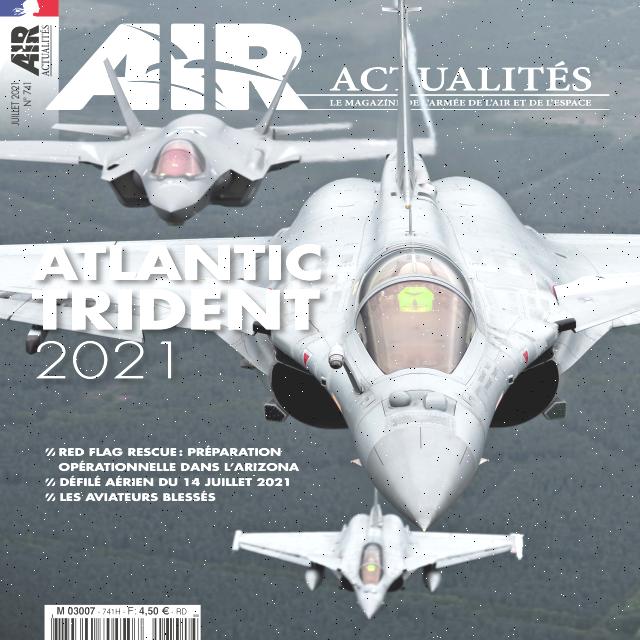 AIR
ACTUALITÉS
JUILLET 2021
N° 741
AIR
ACTUALITÉS
LE MAGAZINE DE L'ARMÉE DE L'AIR ET DE L'ESPACE
ATLANTIC
TRIDENT
2021
RED FLAG RESCUE : PRÉPARATION
OPÉRATIONNELLE DANS L'ARIZONA
DÉFILÉ AÉRIEN DU 14 JUILLET 2021
LES AVIATEURS BLESSÉS
M 03007 - 741H - F: 4,50 € - RD